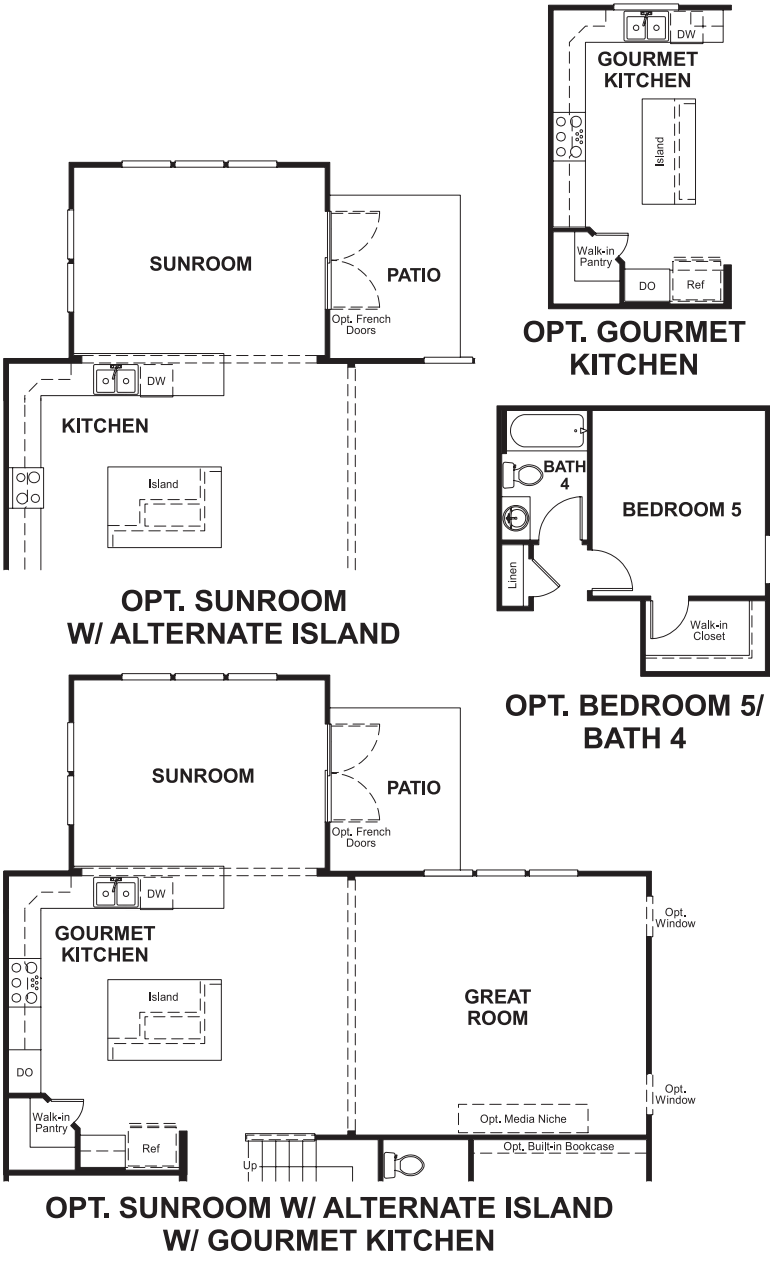 DW
GOURMET
KITCHEN
Island
Walk-in
Pantry
DO
Ref
OPT. GOURMET
KITCHEN
SUNROOM
PATIO
Opt. French
Doors
DW
KITCHEN
Island
OPT. SUNROOM
W/ ALTERNATE ISLAND
BATH
4
BEDROOM 5
Linen
Walk-in
Closet
OPT. BEDROOM 5/
BATH 4
SUNROOM
PATIO
Opt. French
Doors
DW
GOURMET
KITCHEN
Island
DO
Walk-in
Pantry
Ref
Up
GREAT
ROOM
Opt.
Window
Opt.
Window
Opt. Media Niche
Opt. Built-in Bookcase
OPT. SUNROOM W/ ALTERNATE ISLAND
W/ GOURMET KITCHEN